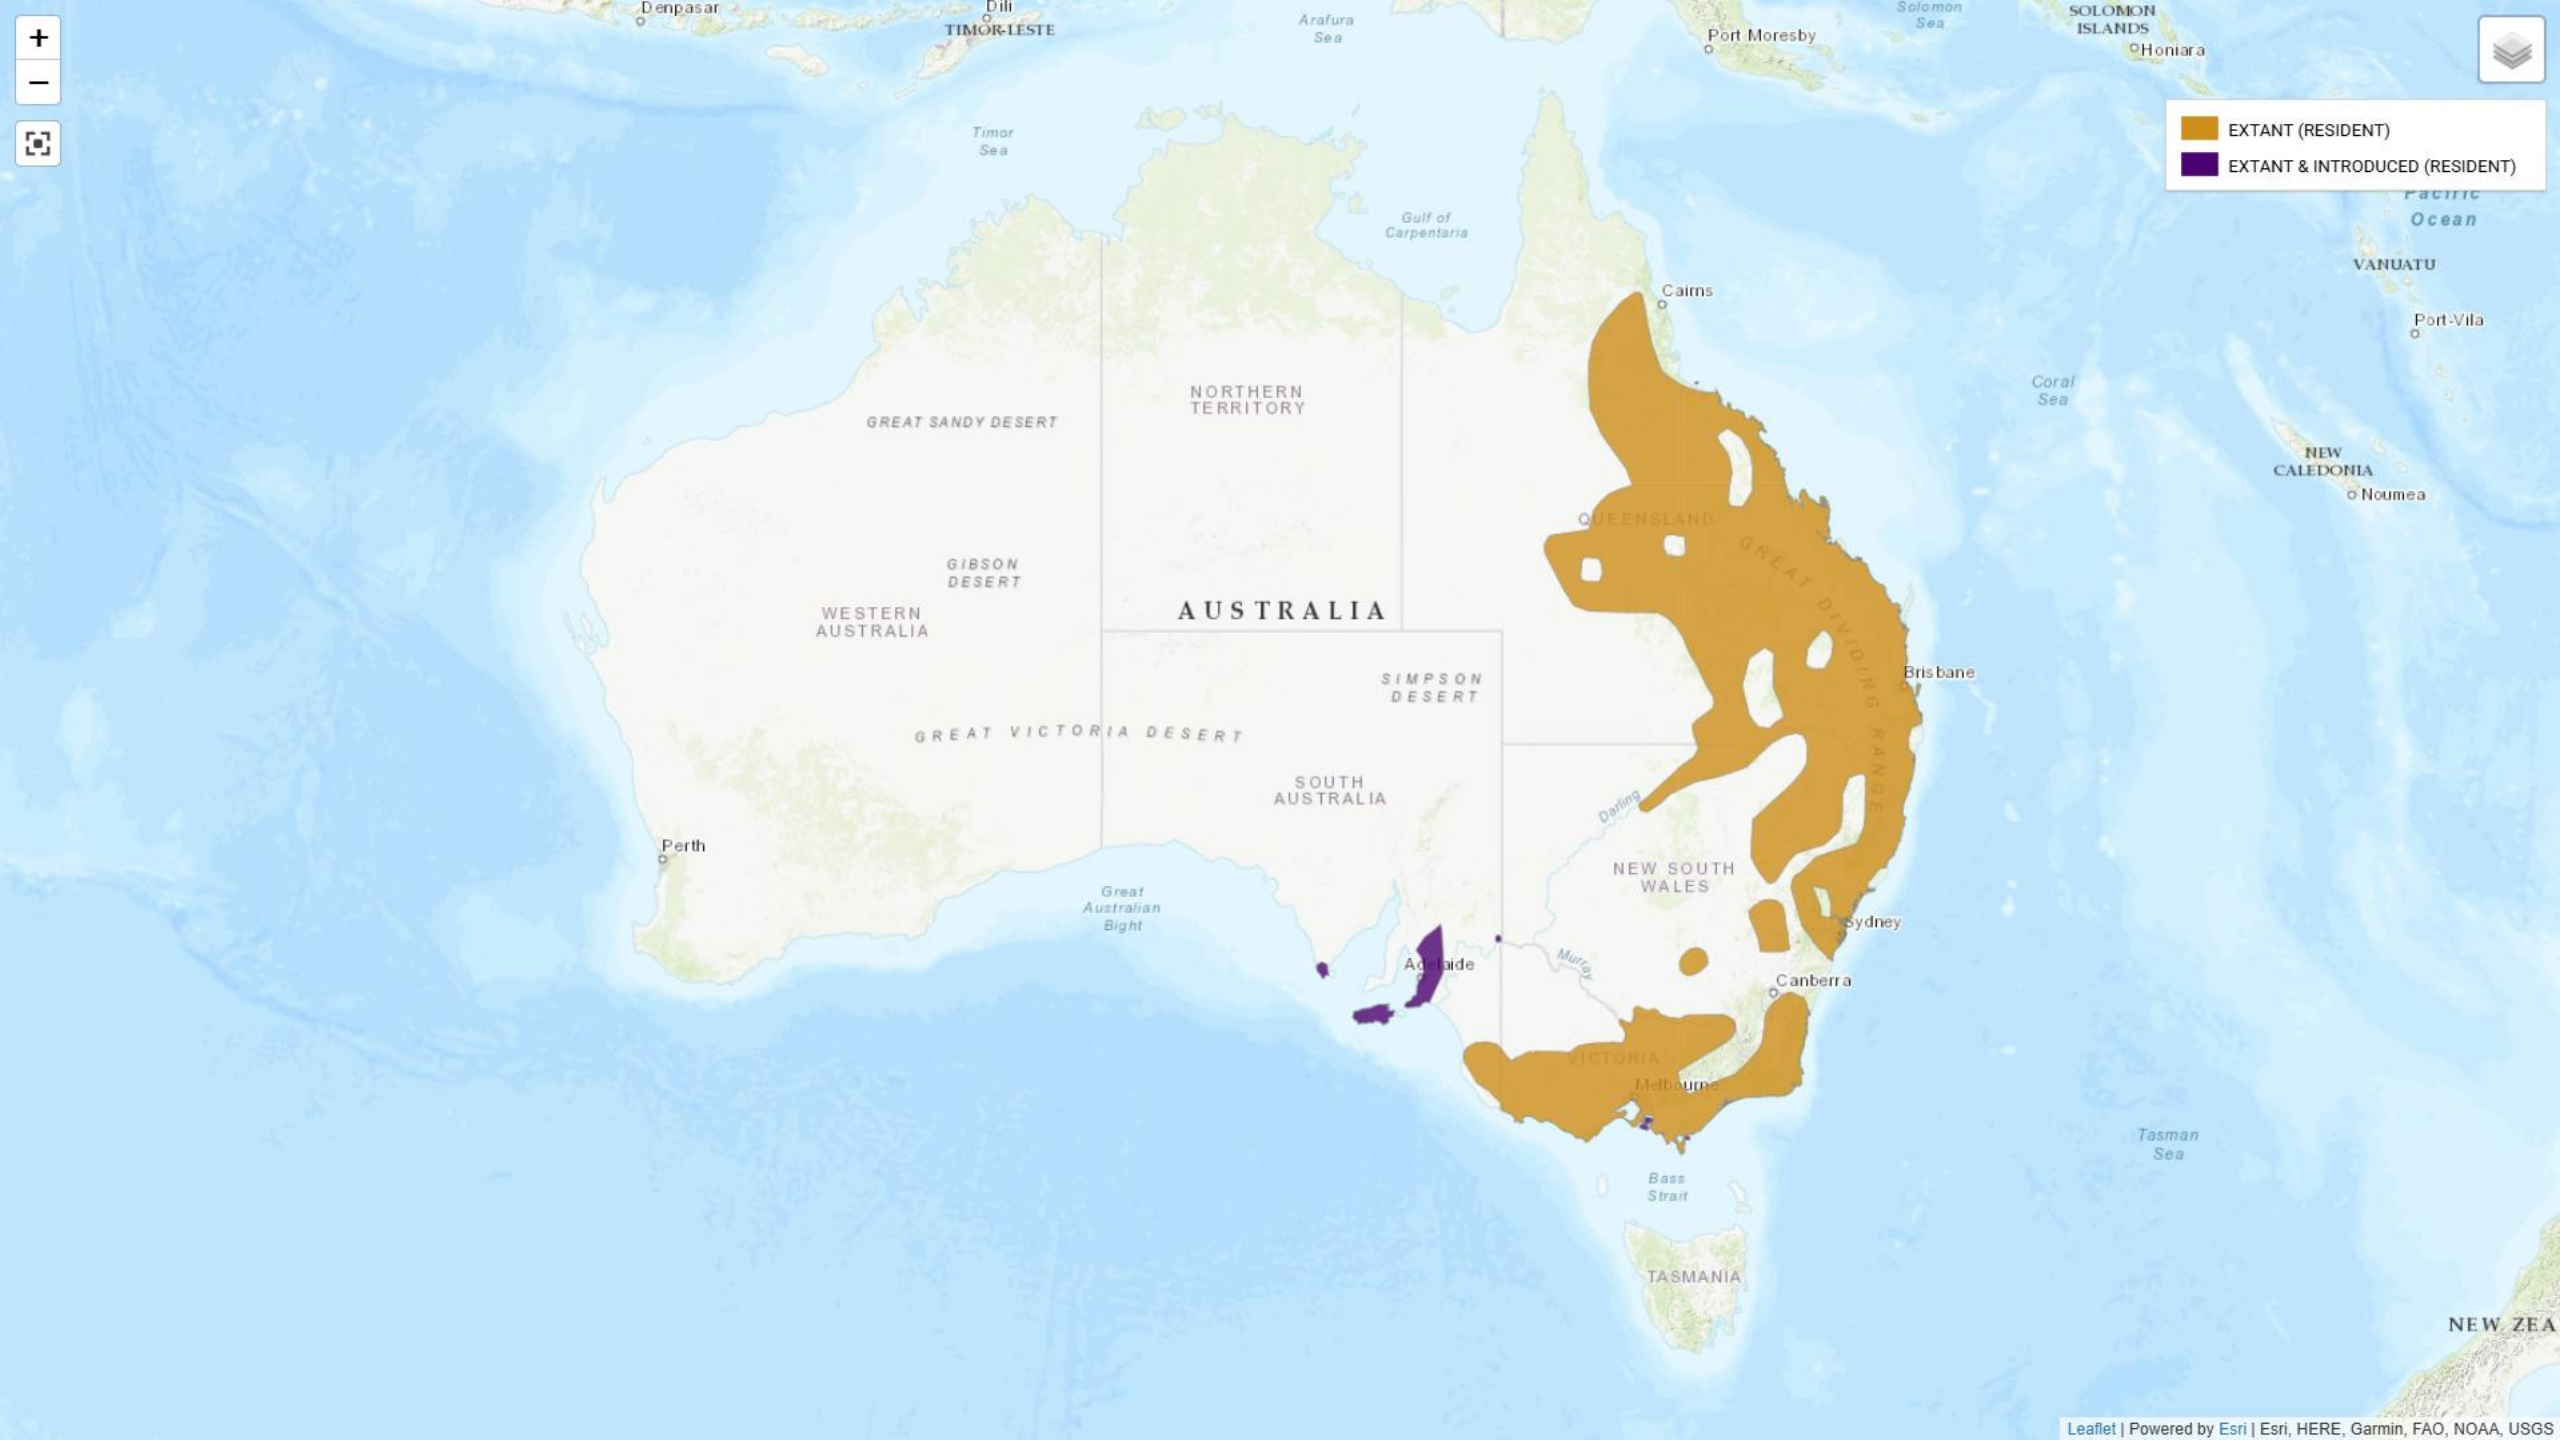 Denpasar
Dili
TIMOR-LESTE
Arafura
Sea
Port Moresby
Solomon
Sea
SOLOMON
ISLANDS
Honiara
+
−
EXTANT (RESIDENT)
EXTANT & INTRODUCED (RESIDENT)
Timor
Sea
Gulf of
Carpentaria
Pacific
Ocean
VANUATU
Port-Vila
Cairns
NORTHERN
TERRITORY
GREAT SANDY DESERT
Coral
Sea
NEW
CALEDONIA
Noumea
QUEENSLAND
GREAT DIVIDING RANGE
GIBSON
DESERT
WESTERN
AUSTRALIA
AUSTRALIA
SIMPSON
DESERT
Brisbane
GREAT VICTORIA DESERT
SOUTH
AUSTRALIA
Darling
Perth
NEW SOUTH
WALES
Great
Australian
Bight
Sydney
Adelaide
Murray
Canberra
VICTORIA
Melbourne
Tasman
Sea
Bass
Strait
TASMANIA
NEW ZEA
Leaflet | Powered by Esri | Esri, HERE, Garmin, FAO, NOAA, USGS